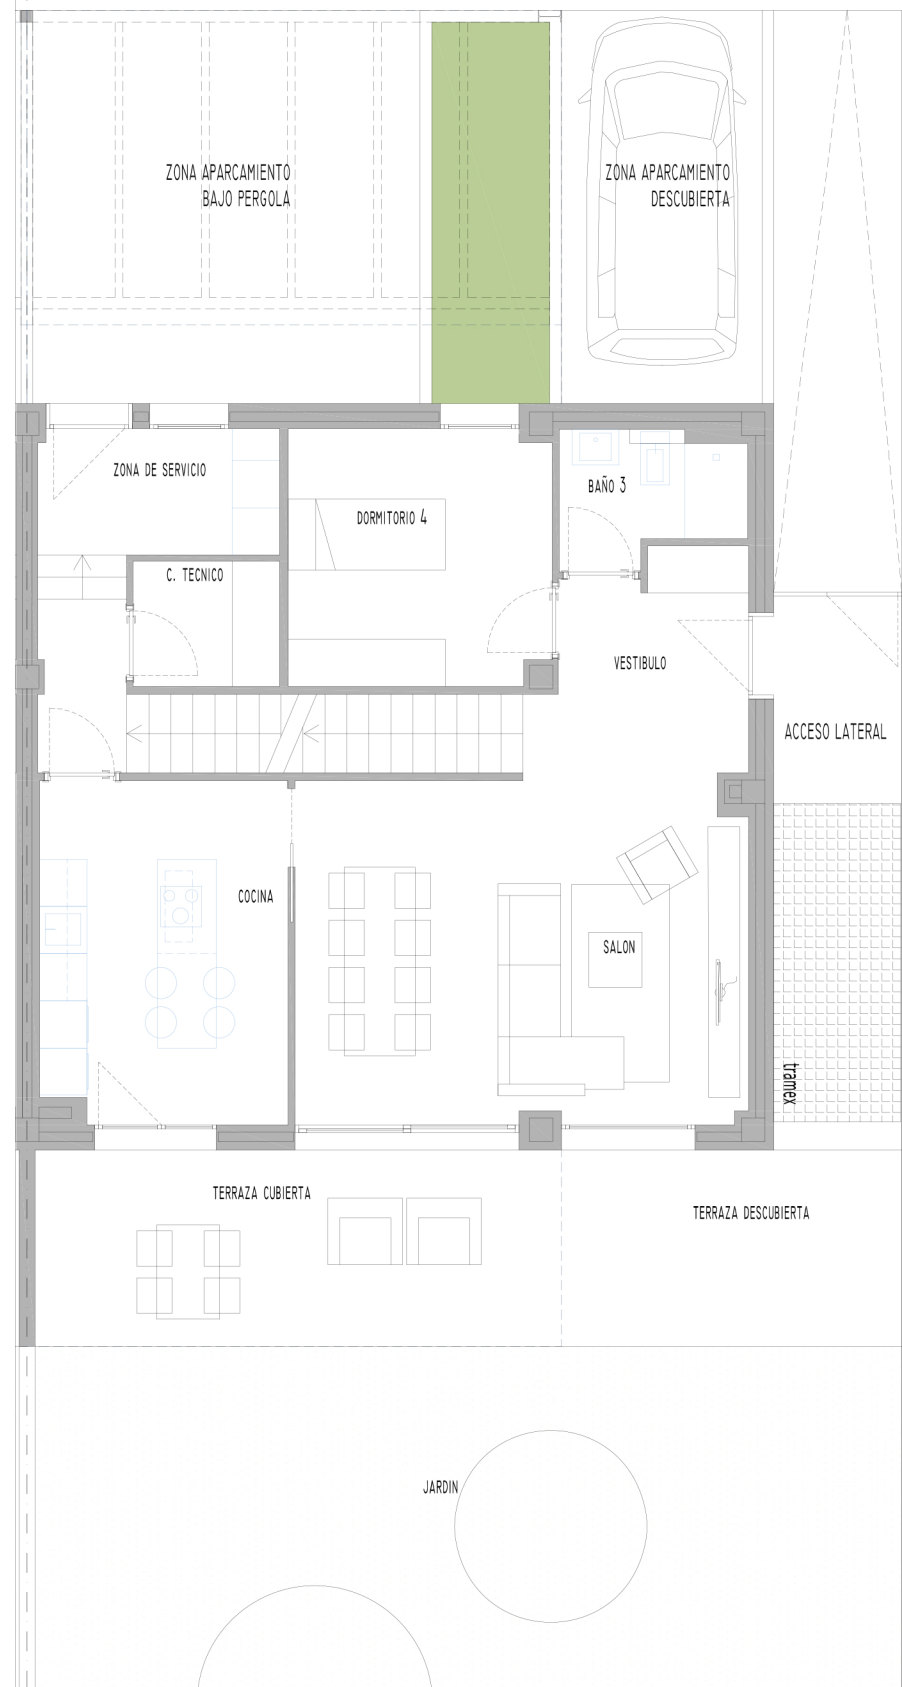 ZONA APARCAMIENTO
BAJO PERGOLA
ZONA APARCAMIENTO
DESCUBIERTA
ZONA DE SERVICIO
BAÑO 3
DORMITORIO 4
C. TECNICO
VESTIBULO
ACCESO LATERAL
COCINA
SALON
tramex
TERRAZA CUBIERTA
TERRAZA DESCUBIERTA
JARDIN